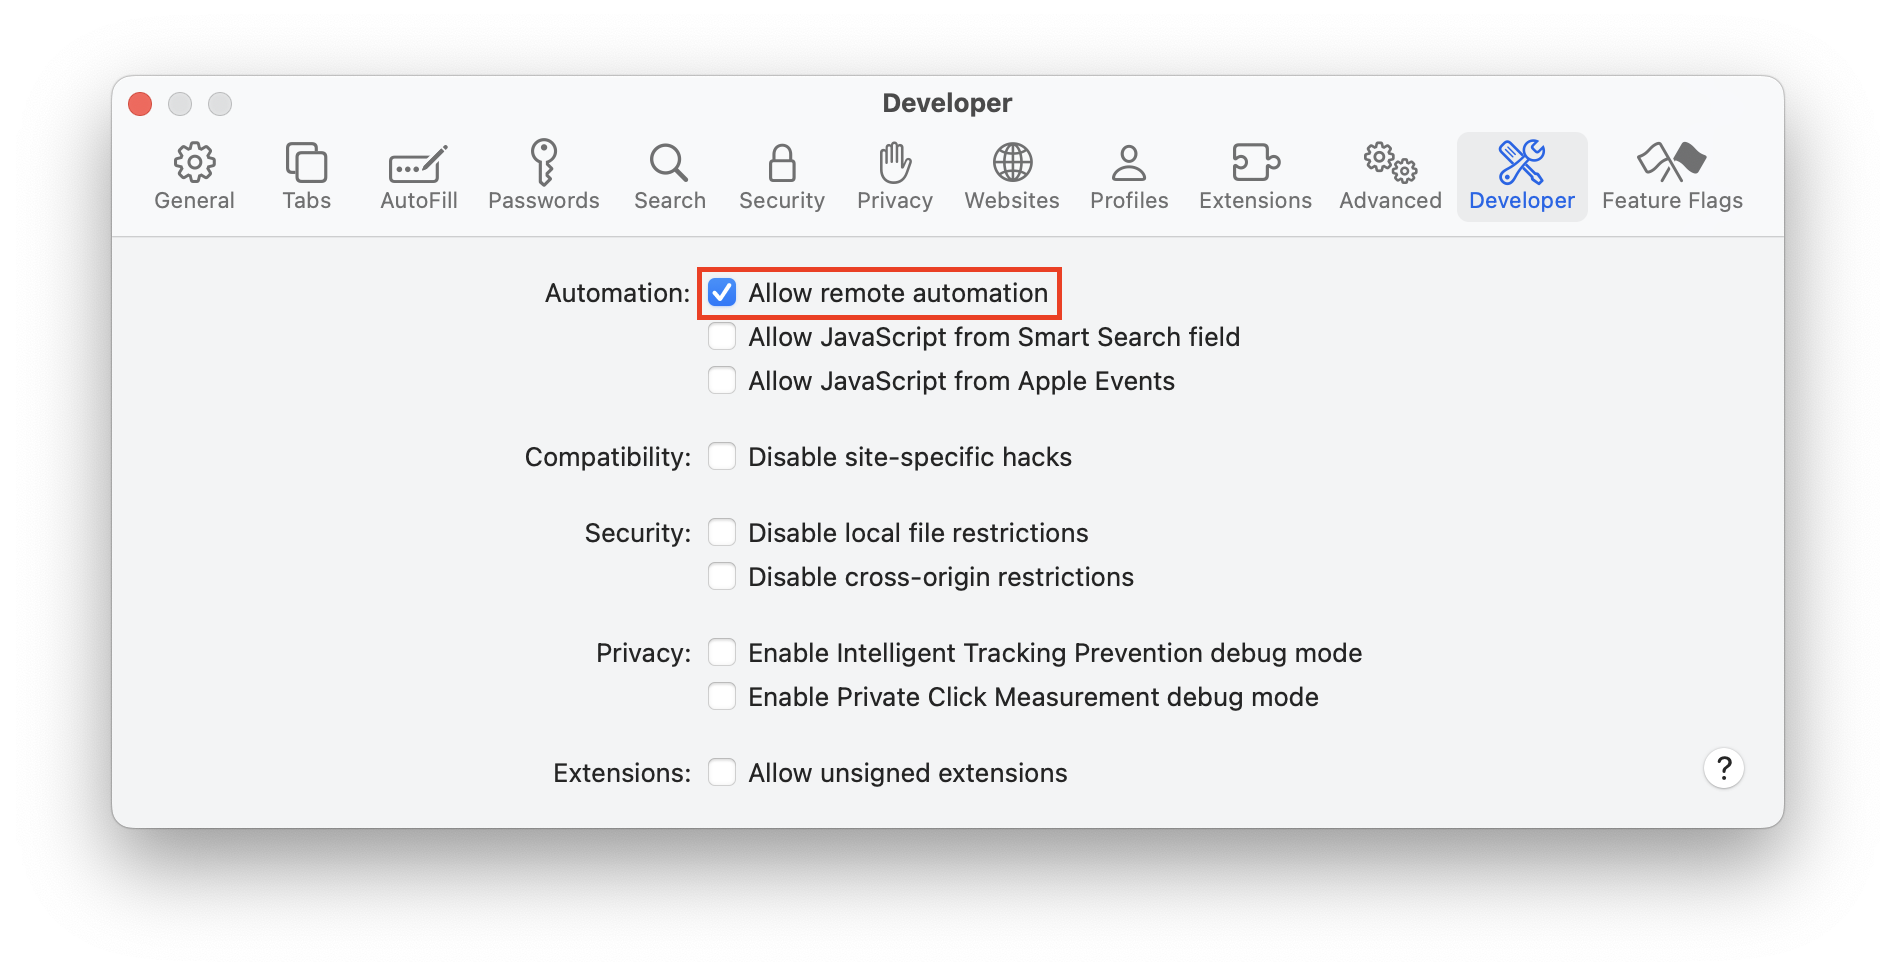 Developer
General Tabs AutoFill Passwords Search Security Privacy Websites Profiles Extensions Advanced Developer Feature Flags
Automation: Allow remote automation
Allow JavaScript from Smart Search field
Allow JavaScript from Apple Events
Compatibility: Disable site-specific hacks
Security: Disable local file restrictions
Disable cross-origin restrictions
Privacy: Enable Intelligent Tracking Prevention debug mode
Enable Private Click Measurement debug mode
Extensions: Allow unsigned extensions
?